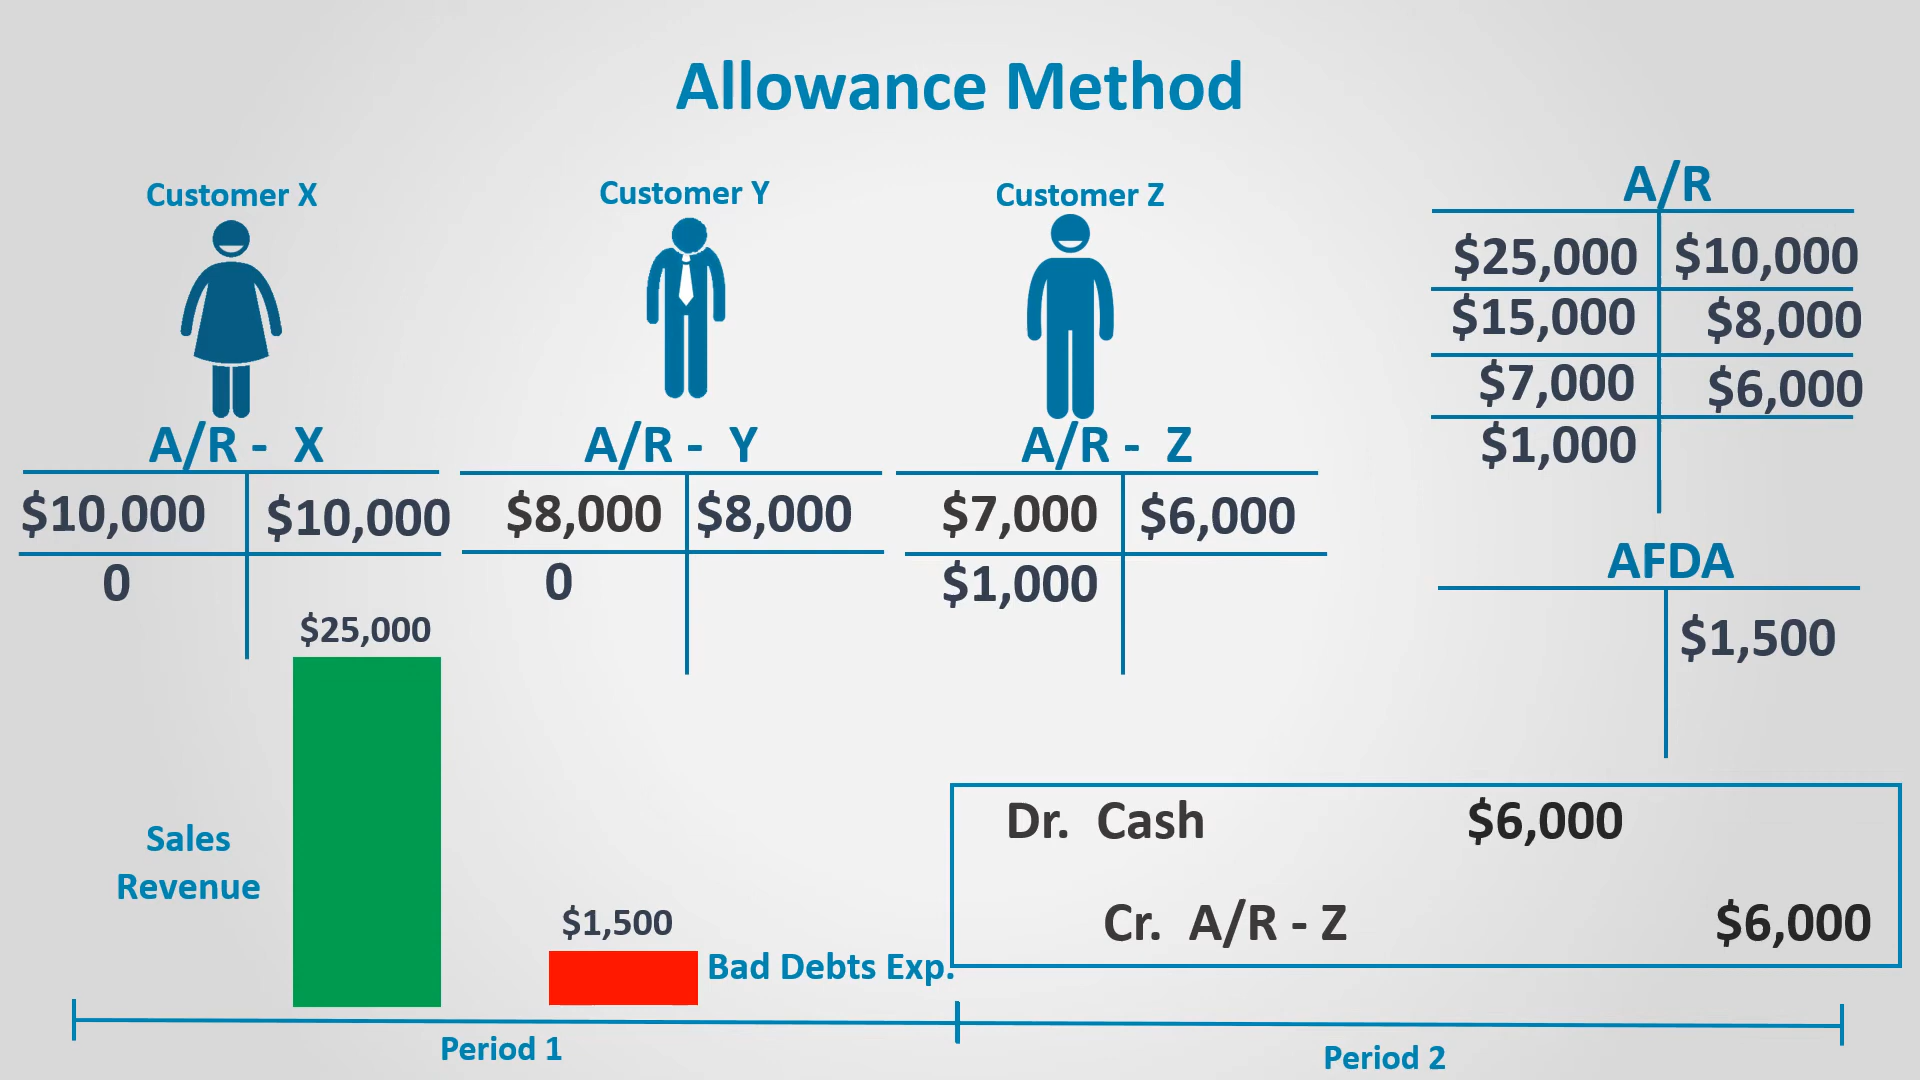 Allowance Method
Customer X
Customer Y
Customer Z
A/R - X
$10,000 $10,000
0
A/R - Y
$8,000 $8,000
0
A/R - Z
$7,000 $6,000
$1,000
A/R
$25,000 $10,000
$15,000 $8,000
$7,000 $6,000
$1,000
AFDA
$1,500
$25,000
Sales
Revenue
$1,500
Bad Debts Exp.
Dr. Cash $6,000
Cr. A/R - Z $6,000
Period 1
Period 2